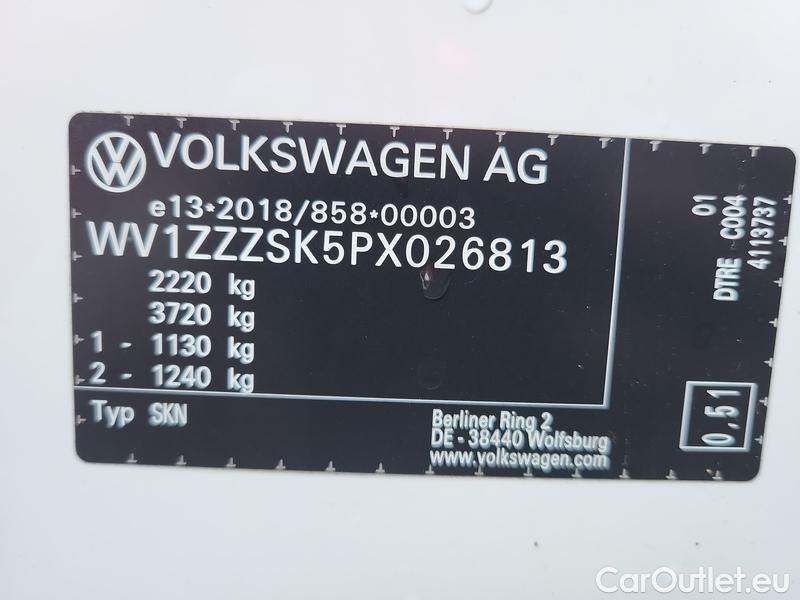 VOLKSWAGEN AG
e13*2018/858*00003
WV1ZZZSK5PX026813
2220 kg
3720 kg
1 - 1130 kg
2 - 1240 kg
Typ SKN
Berliner Ring 2
DE - 38440 Wolfsburg
www.volkswagen.com
01
DTRE C004
4113737
0.51
CarOutlet.eu